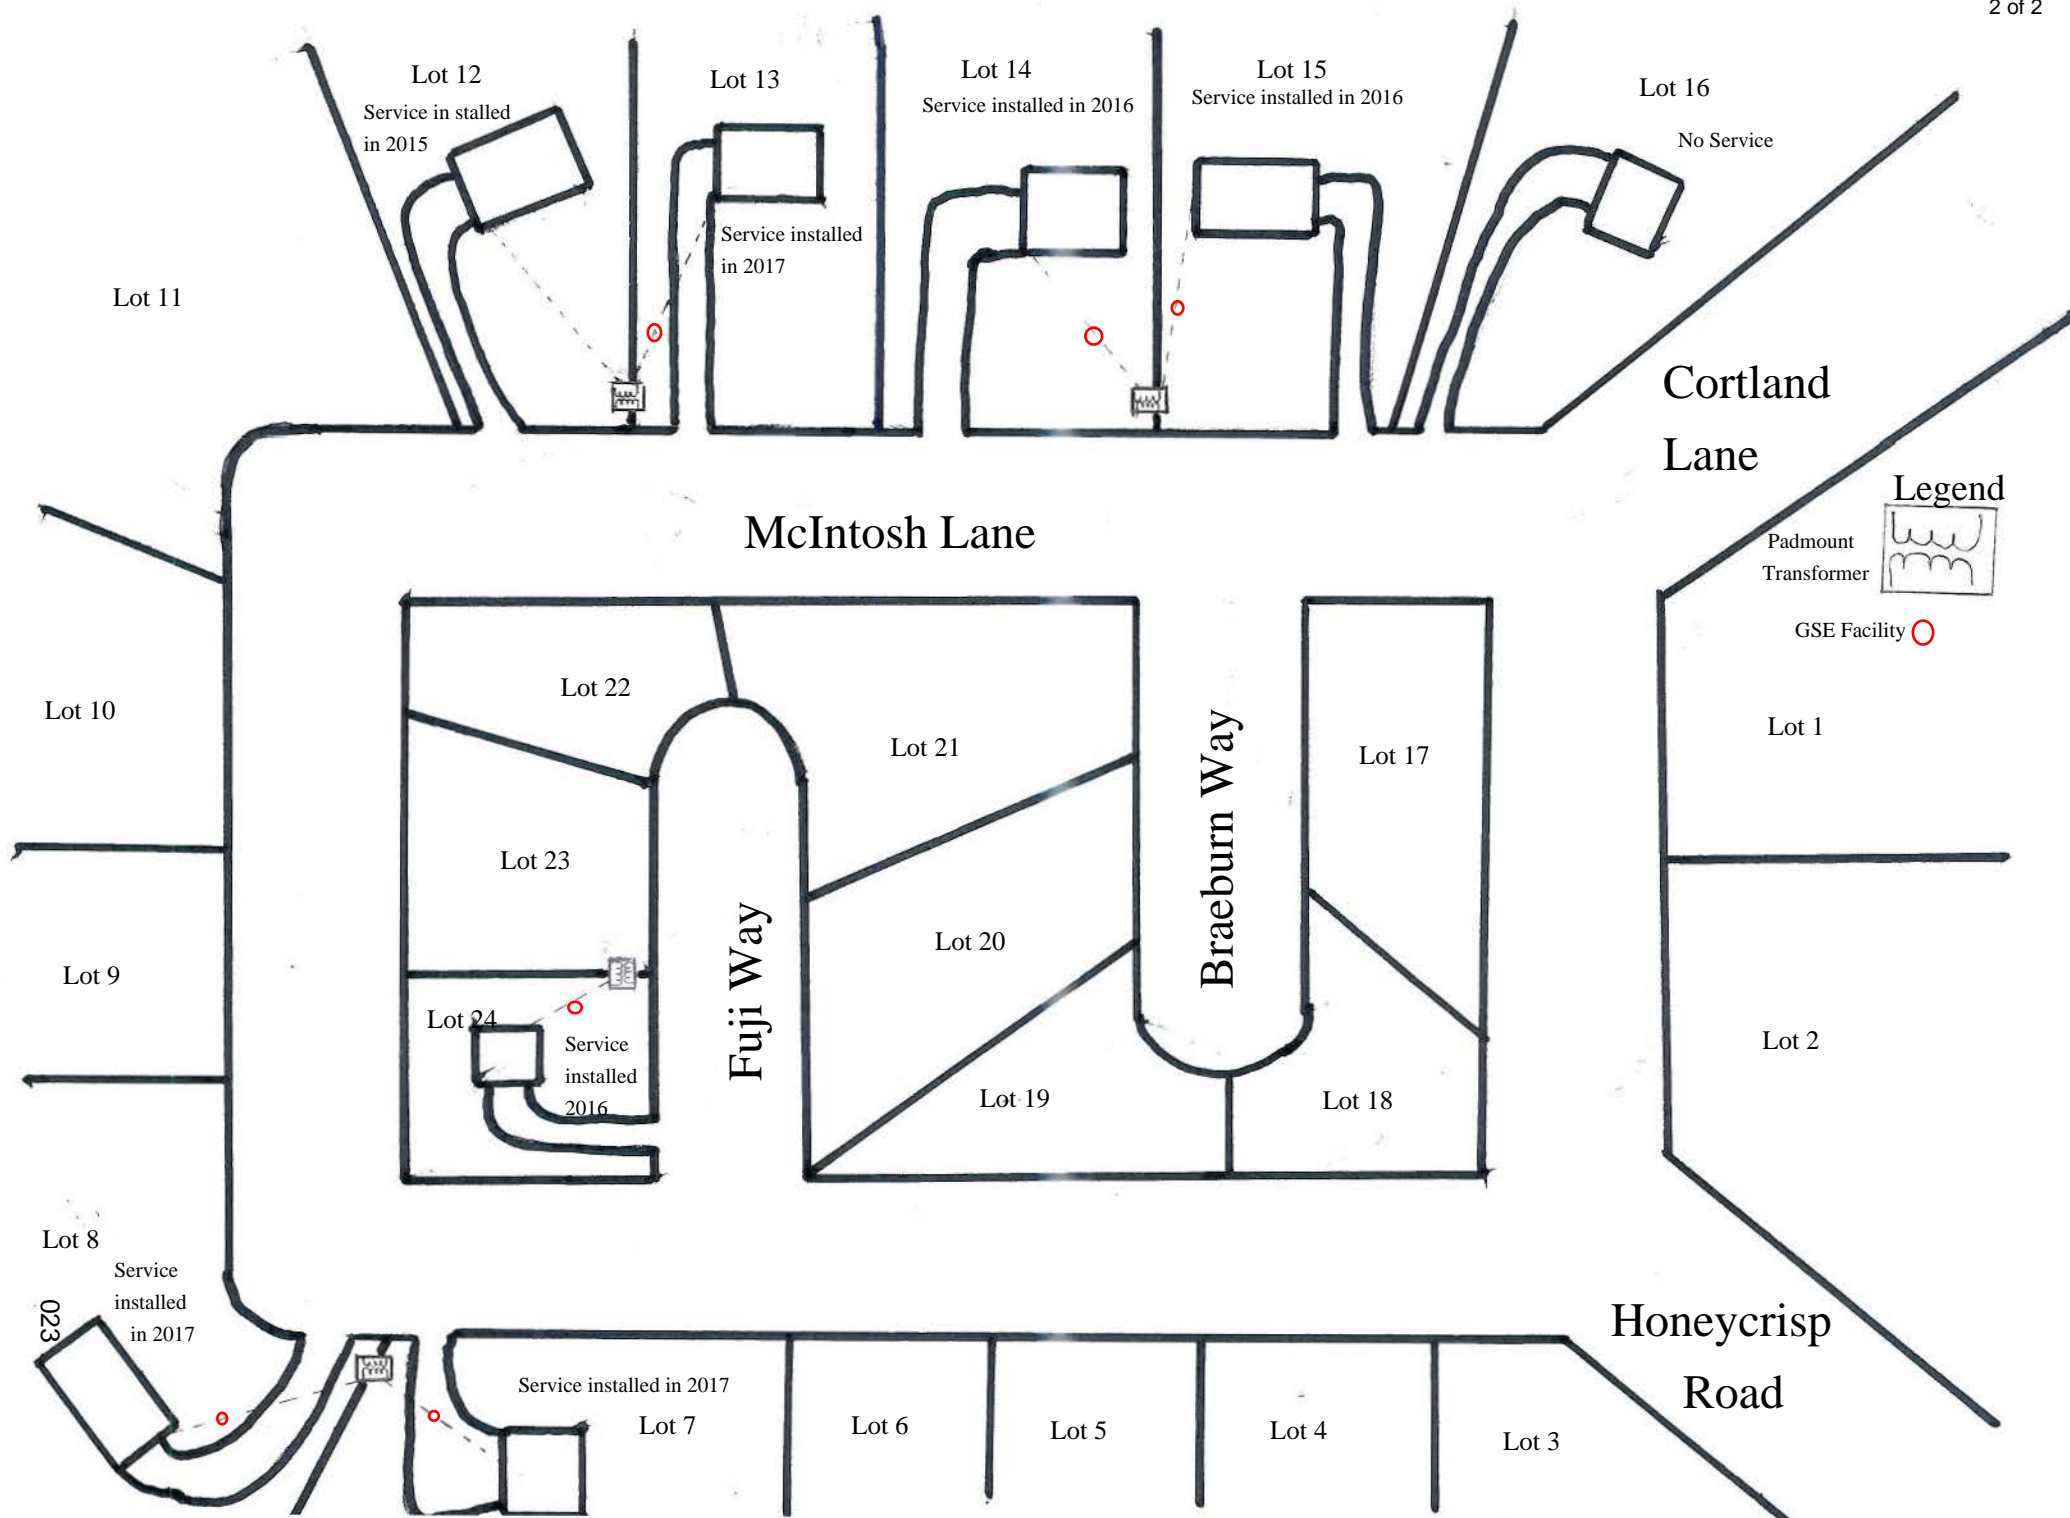 2 of 2
Lot 12
Service in stalled
in 2015
Lot 13
Service installed
in 2017
Lot 14
Service installed in 2016
Lot 15
Service installed in 2016
Lot 16
No Service
Lot 11
Cortland
Lane
McIntosh Lane
Legend
Padmount
Transformer
GSE Facility
Lot 10
Lot 22
Lot 21
Braeburn Way
Lot 17
Lot 1
Lot 23
Fuji Way
Lot 20
Lot 9
Lot 24
Service
installed
2016
Lot 19
Lot 18
Lot 2
Lot 8
Service
installed
in 2017
023
Honeycrisp
Road
Service installed in 2017
Lot 7
Lot 6
Lot 5
Lot 4
Lot 3